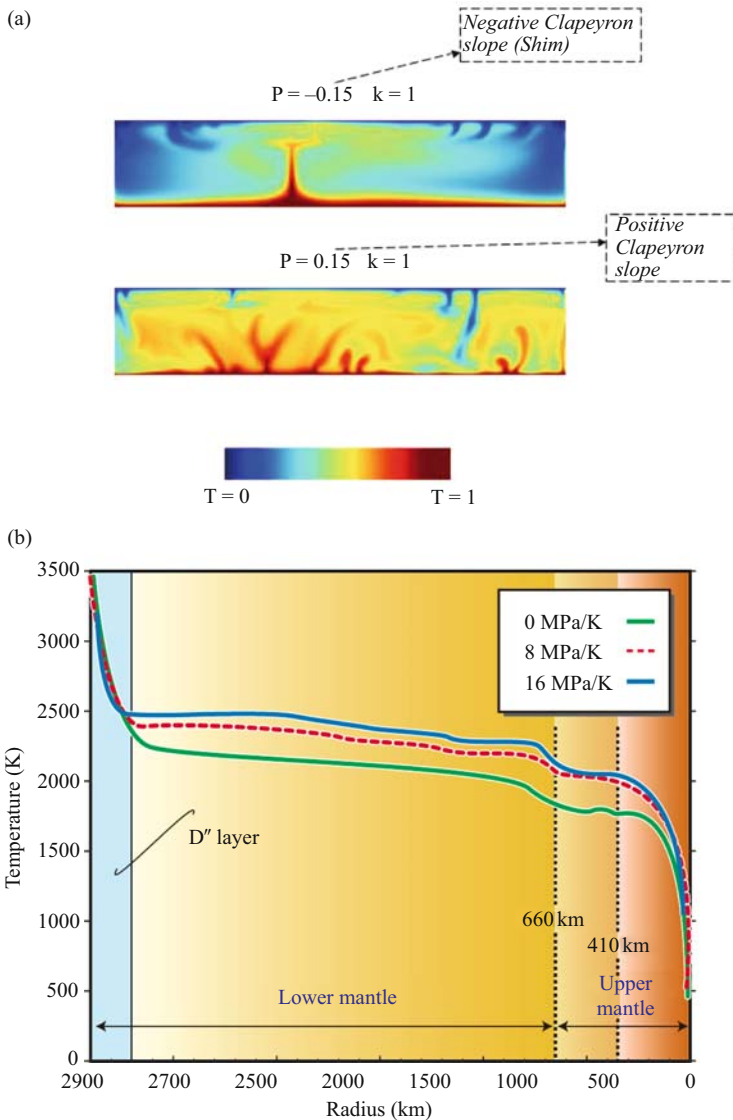 (a)
Negative Clapeyron
slope (Shim)
P = –0.15 k = 1
Positive
Clapeyron
slope
P = 0.15 k = 1
T = 0
T = 1
(b)
3500
3000
2500
2000
1500
1000
500
0
Temperature (K)
0 MPa/K
8 MPa/K
16 MPa/K
D″ layer
660 km
410 km
Lower mantle
Upper
mantle
2900
2700
2000
1500
1000
500
0
Radius (km)